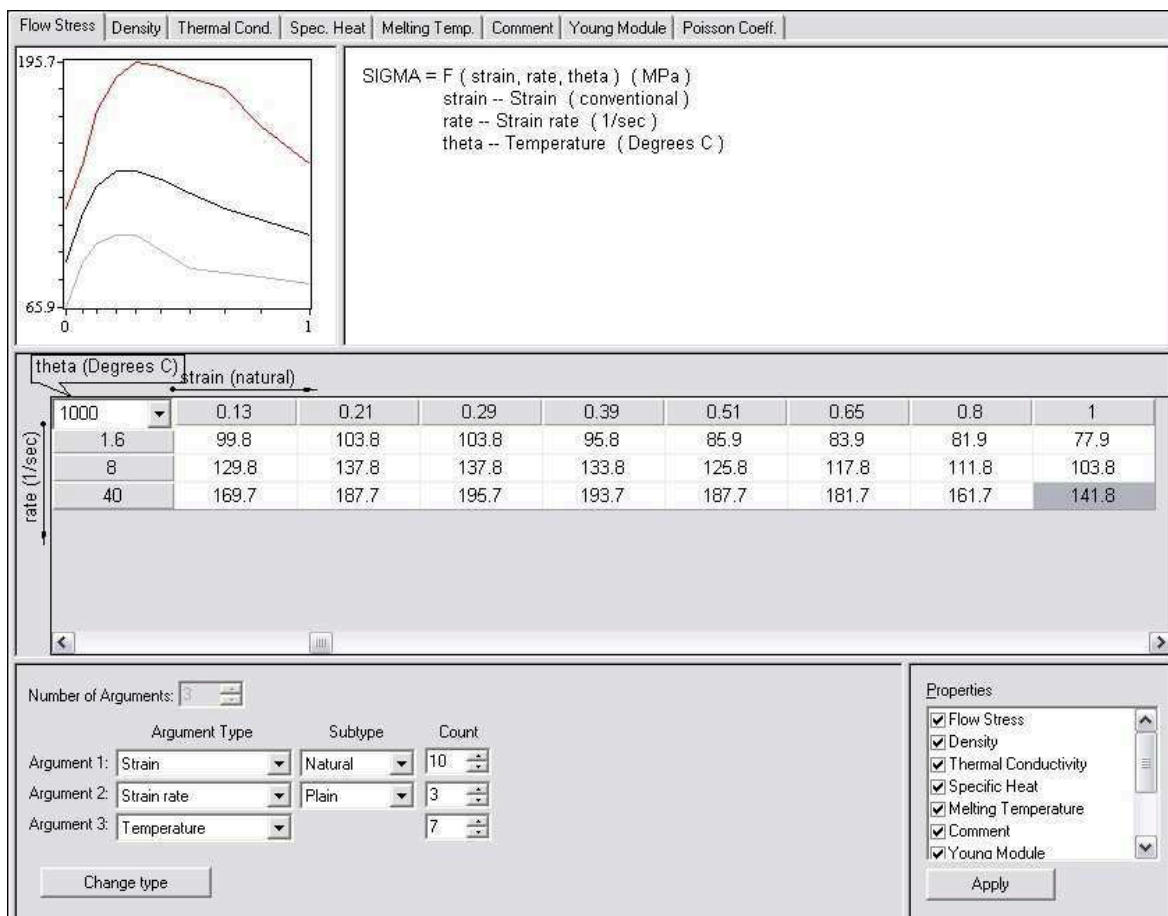 Flow Stress Density Thermal Cond. Spec. Heat Melting Temp. Comment Young Module Poisson Coeff.
195.7
65.9
0 1
SIGMA = F ( strain, rate, theta ) ( MPa )
strain -- Strain ( conventional )
rate -- Strain rate ( 1/sec )
theta -- Temperature ( Degrees C )
theta (Degrees C)
strain (natural)
rate (1/sec)
1000 0.13 0.21 0.29 0.39 0.51 0.65 0.8 1
1.6 99.8 103.8 103.8 95.8 85.9 83.9 81.9 77.9
8 129.8 137.8 137.8 133.8 125.8 117.8 111.8 103.8
40 169.7 187.7 195.7 193.7 187.7 181.7 161.7 141.8
Number of Arguments: 3
Argument Type Subtype Count
Argument 1: Strain Natural 10
Argument 2: Strain rate Plain 3
Argument 3: Temperature 7
Change type
Properties
Flow Stress
Density
Thermal Conductivity
Specific Heat
Melting Temperature
Comment
Young Module
Apply